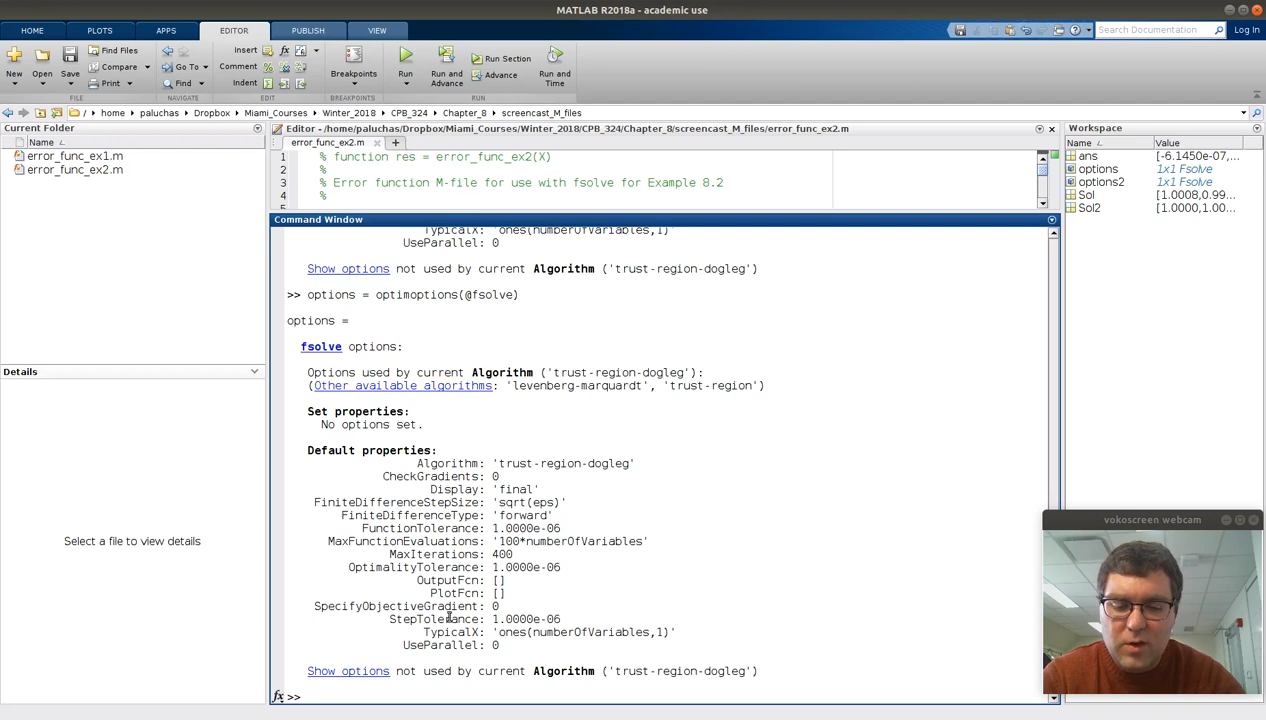 MATLAB R2018a - academic use
HOME PLOTS APPS EDITOR PUBLISH VIEW
Search Documentation Log In
New Open Save Find Files Compare Print
Go To Find
Insert fx
Comment
Indent
Breakpoints
Run Run and Advance Run Section Advance Run and Time
FILE NAVIGATE EDIT BREAKPOINTS RUN
/ home paluchas Dropbox Miami_Courses Winter_2018 CPB_324 Chapter_8 screencast_M_files
Current Folder
Name
error_func_ex1.m
error_func_ex2.m
Details
Select a file to view details
Editor - /home/paluchas/Dropbox/Miami_Courses/Winter_2018/CPB_324/Chapter_8/screencast_M_files/error_func_ex2.m
error_func_ex2.m
1 % function res = error_func_ex2(X)
2 %
3 % Error function M-file for use with fsolve for Example 8.2
4 %
5
Command Window
TypicalX: 'ones(numberOfVariables,1)'
UseParallel: 0
Show options not used by current Algorithm ('trust-region-dogleg')
>> options = optimoptions(@fsolve)
options =
fsolve options:
Options used by current Algorithm ('trust-region-dogleg'):
(Other available algorithms: 'levenberg-marquardt', 'trust-region')
Set properties:
No options set.
Default properties:
Algorithm: 'trust-region-dogleg'
CheckGradients: 0
Display: 'final'
FiniteDifferenceStepSize: 'sqrt(eps)'
FiniteDifferenceType: 'forward'
FunctionTolerance: 1.0000e-06
MaxFunctionEvaluations: '100*numberOfVariables'
MaxIterations: 400
OptimalityTolerance: 1.0000e-06
OutputFcn: []
PlotFcn: []
SpecifyObjectiveGradient: 0
StepTolerance: 1.0000e-06
TypicalX: 'ones(numberOfVariables,1)'
UseParallel: 0
Show options not used by current Algorithm ('trust-region-dogleg')
fx >>
Workspace
Name Value
ans [-6.1450e-07,...
options 1x1 Fsolve
options2 1x1 Fsolve
Sol [1.0008,0.99...
Sol2 [1.0000,1.00...
vokoscreen webcam